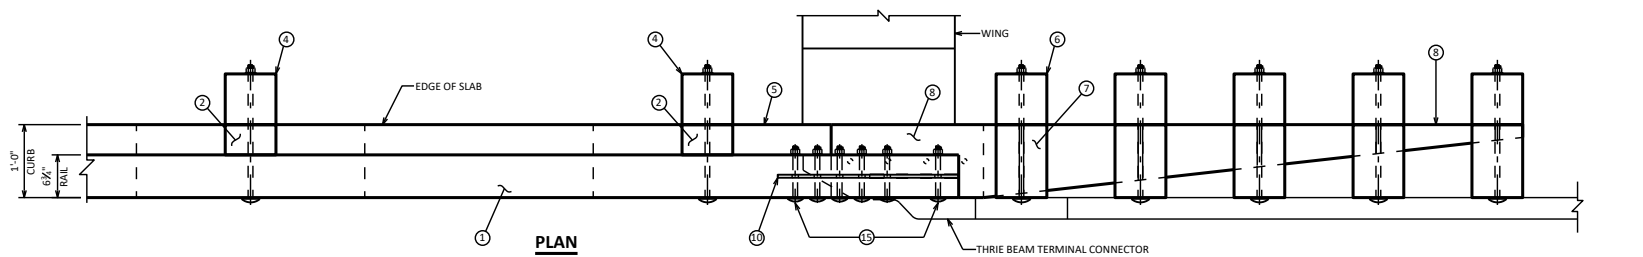 WING
4
4
6
8
EDGE OF SLAB
2
2
5
8
7
1'-0"
CURB
6¾"
RAIL
1
PLAN
10
15
THRIE BEAM TERMINAL CONNECTOR